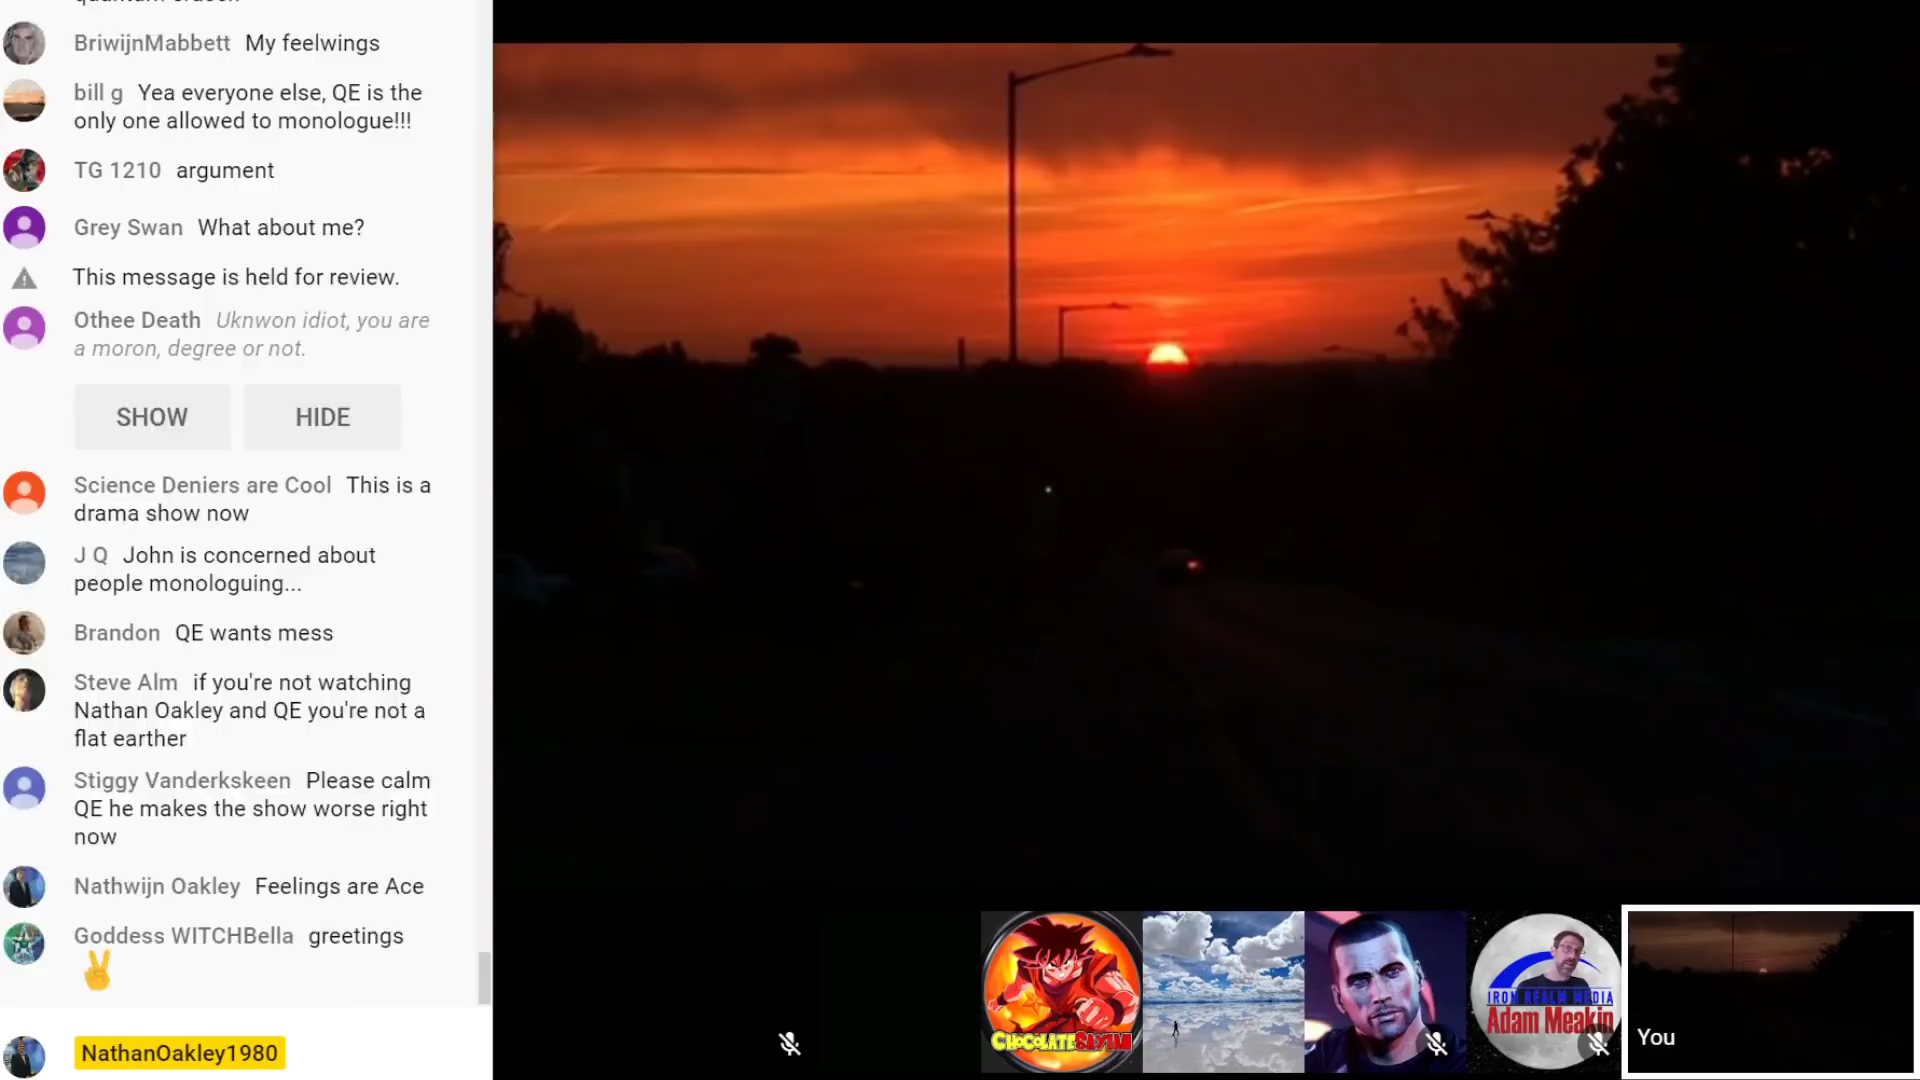 BriwijnMabbett My feelwings
bill g Yea everyone else, QE is the
only one allowed to monologue!!!
TG 1210 argument
Grey Swan What about me?
This message is held for review.
Othee Death Uknwon idiot, you are
a moron, degree or not.
SHOW HIDE
Science Deniers are Cool This is a
drama show now
J Q John is concerned about
people monologuing...
Brandon QE wants mess
Steve Alm if you're not watching
Nathan Oakley and QE you're not a
flat earther
Stiggy Vanderkskeen Please calm
QE he makes the show worse right
now
Nathwijn Oakley Feelings are Ace
Goddess WITCHBella greetings
NathanOakley1980
CHOCOLATE SAYIAN
IRON REALM MEDIA
Adam Meakin
You